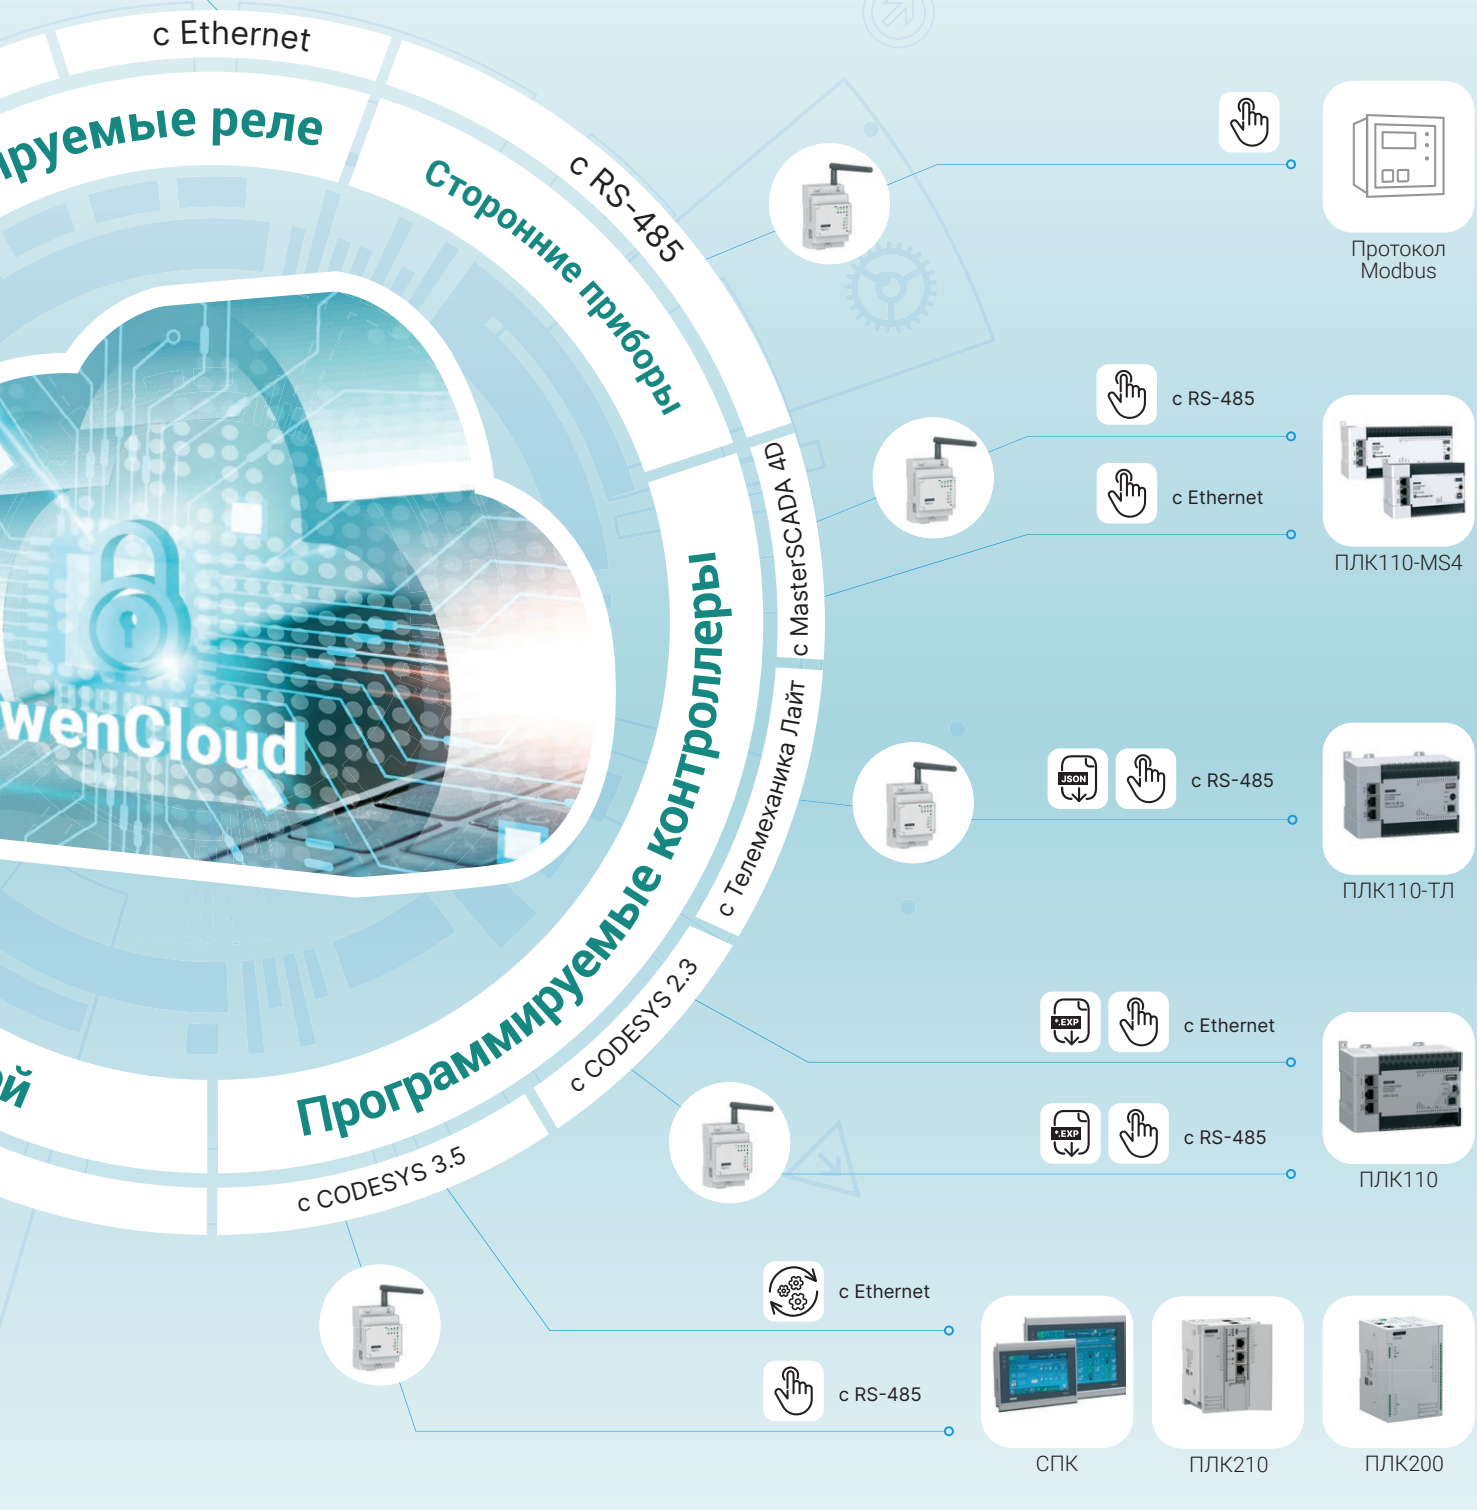 с Ethernet
ируемые реле
с RS-485
Сторонние приборы
Протокол
Modbus
с RS-485
с MasterSCADA 4D
с Ethernet
ПЛК110-MS4
Программируемые контроллеры
wenCloud
с Телемеханика Лайт
JSON
с RS-485
ПЛК110-ТЛ
с CODESYS 2.3
*.EXP
с Ethernet
*.EXP
с RS-485
ПЛК110
ой
с CODESYS 3.5
с Ethernet
с RS-485
СПК
ПЛК210
ПЛК200